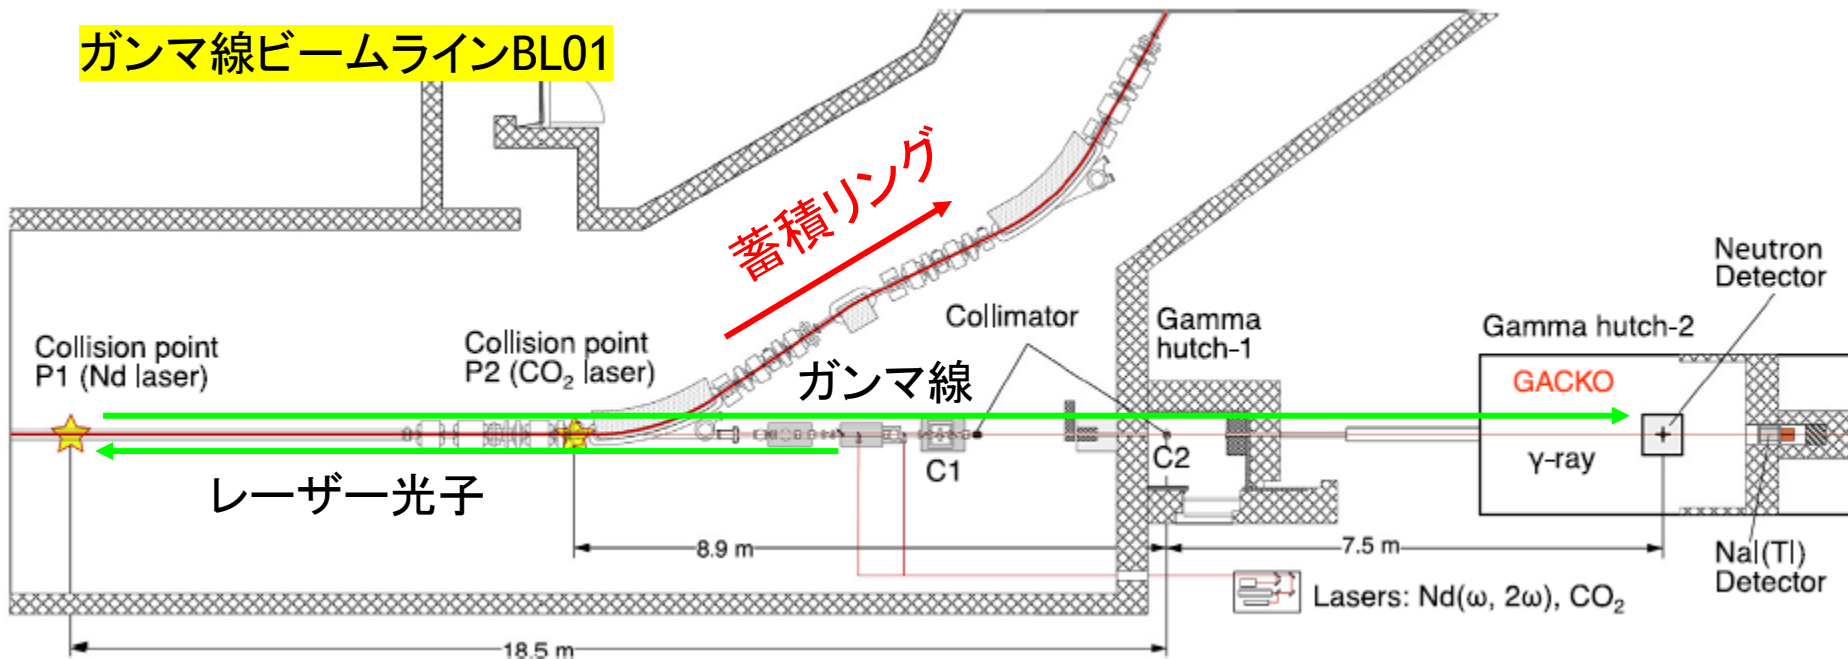 ガンマ線ビームラインBL01
蓄積リング
Neutron
Detector
Collision point
P1 (Nd laser)
Collision point
P2 (CO₂ laser)
Collimator
Gamma
hutch-1
Gamma hutch-2
ガンマ線
GACKO
C1
C2
γ-ray
レーザー光子
8.9 m
7.5 m
NaI(Tl)
Detector
Lasers: Nd(ω, 2ω), CO₂
18.5 m